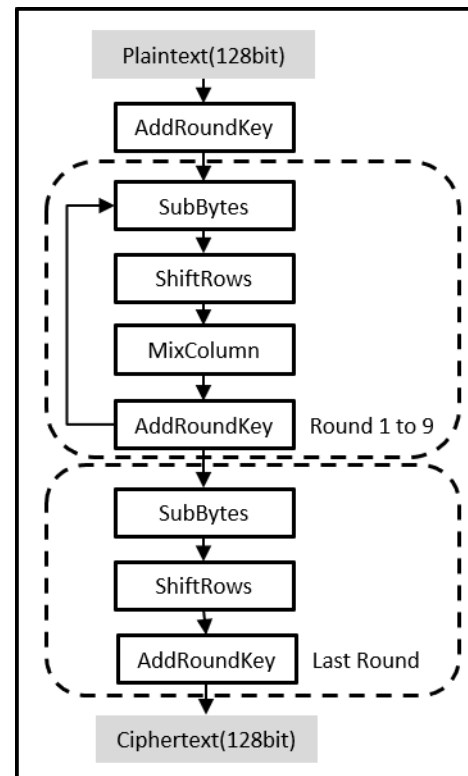 Plaintext(128bit)
AddRoundKey
SubBytes
ShiftRows
MixColumn
AddRoundKey Round 1 to 9
SubBytes
ShiftRows
AddRoundKey Last Round
Ciphertext(128bit)